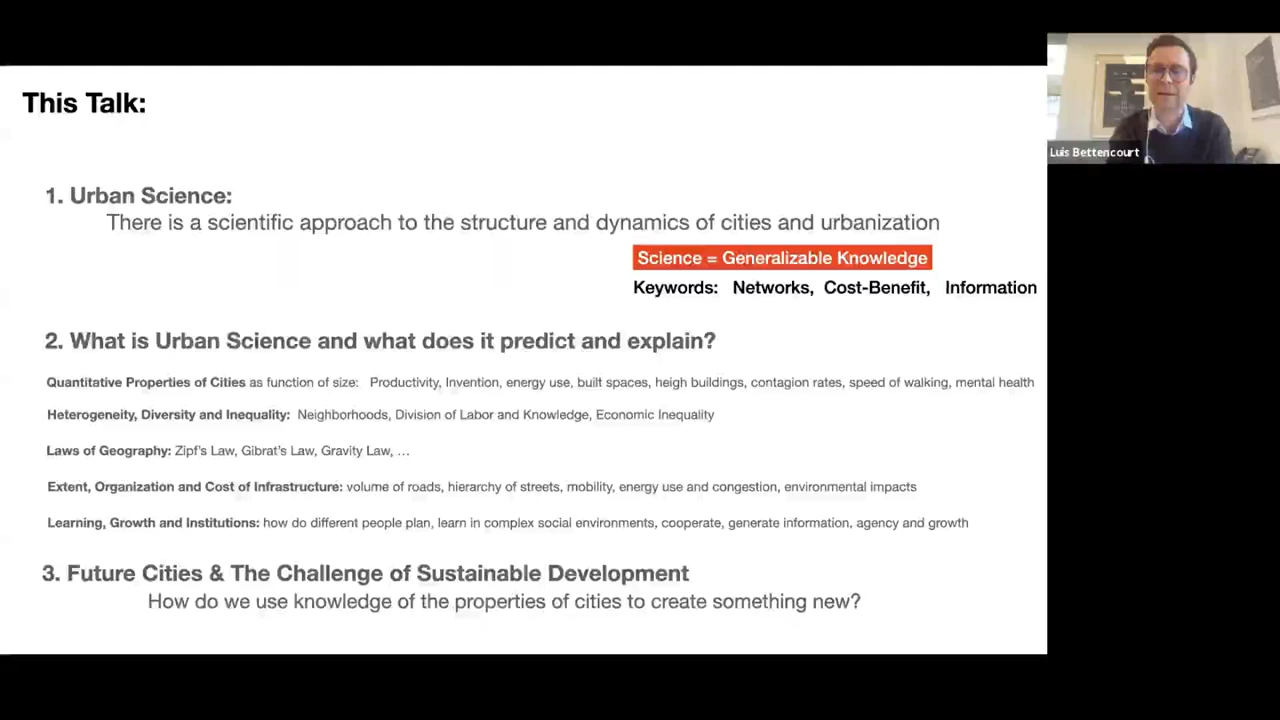 This Talk:
Luis Bettencourt
1. Urban Science:
There is a scientific approach to the structure and dynamics of cities and urbanization
Science = Generalizable Knowledge
Keywords: Networks, Cost-Benefit, Information
2. What is Urban Science and what does it predict and explain?
Quantitative Properties of Cities as function of size: Productivity, Invention, energy use, built spaces, heigh buildings, contagion rates, speed of walking, mental health
Heterogeneity, Diversity and Inequality: Neighborhoods, Division of Labor and Knowledge, Economic Inequality
Laws of Geography: Zipf's Law, Gibrat's Law, Gravity Law, ...
Extent, Organization and Cost of Infrastructure: volume of roads, hierarchy of streets, mobility, energy use and congestion, environmental impacts
Learning, Growth and Institutions: how do different people plan, learn in complex social environments, cooperate, generate information, agency and growth
3. Future Cities & The Challenge of Sustainable Development
How do we use knowledge of the properties of cities to create something new?